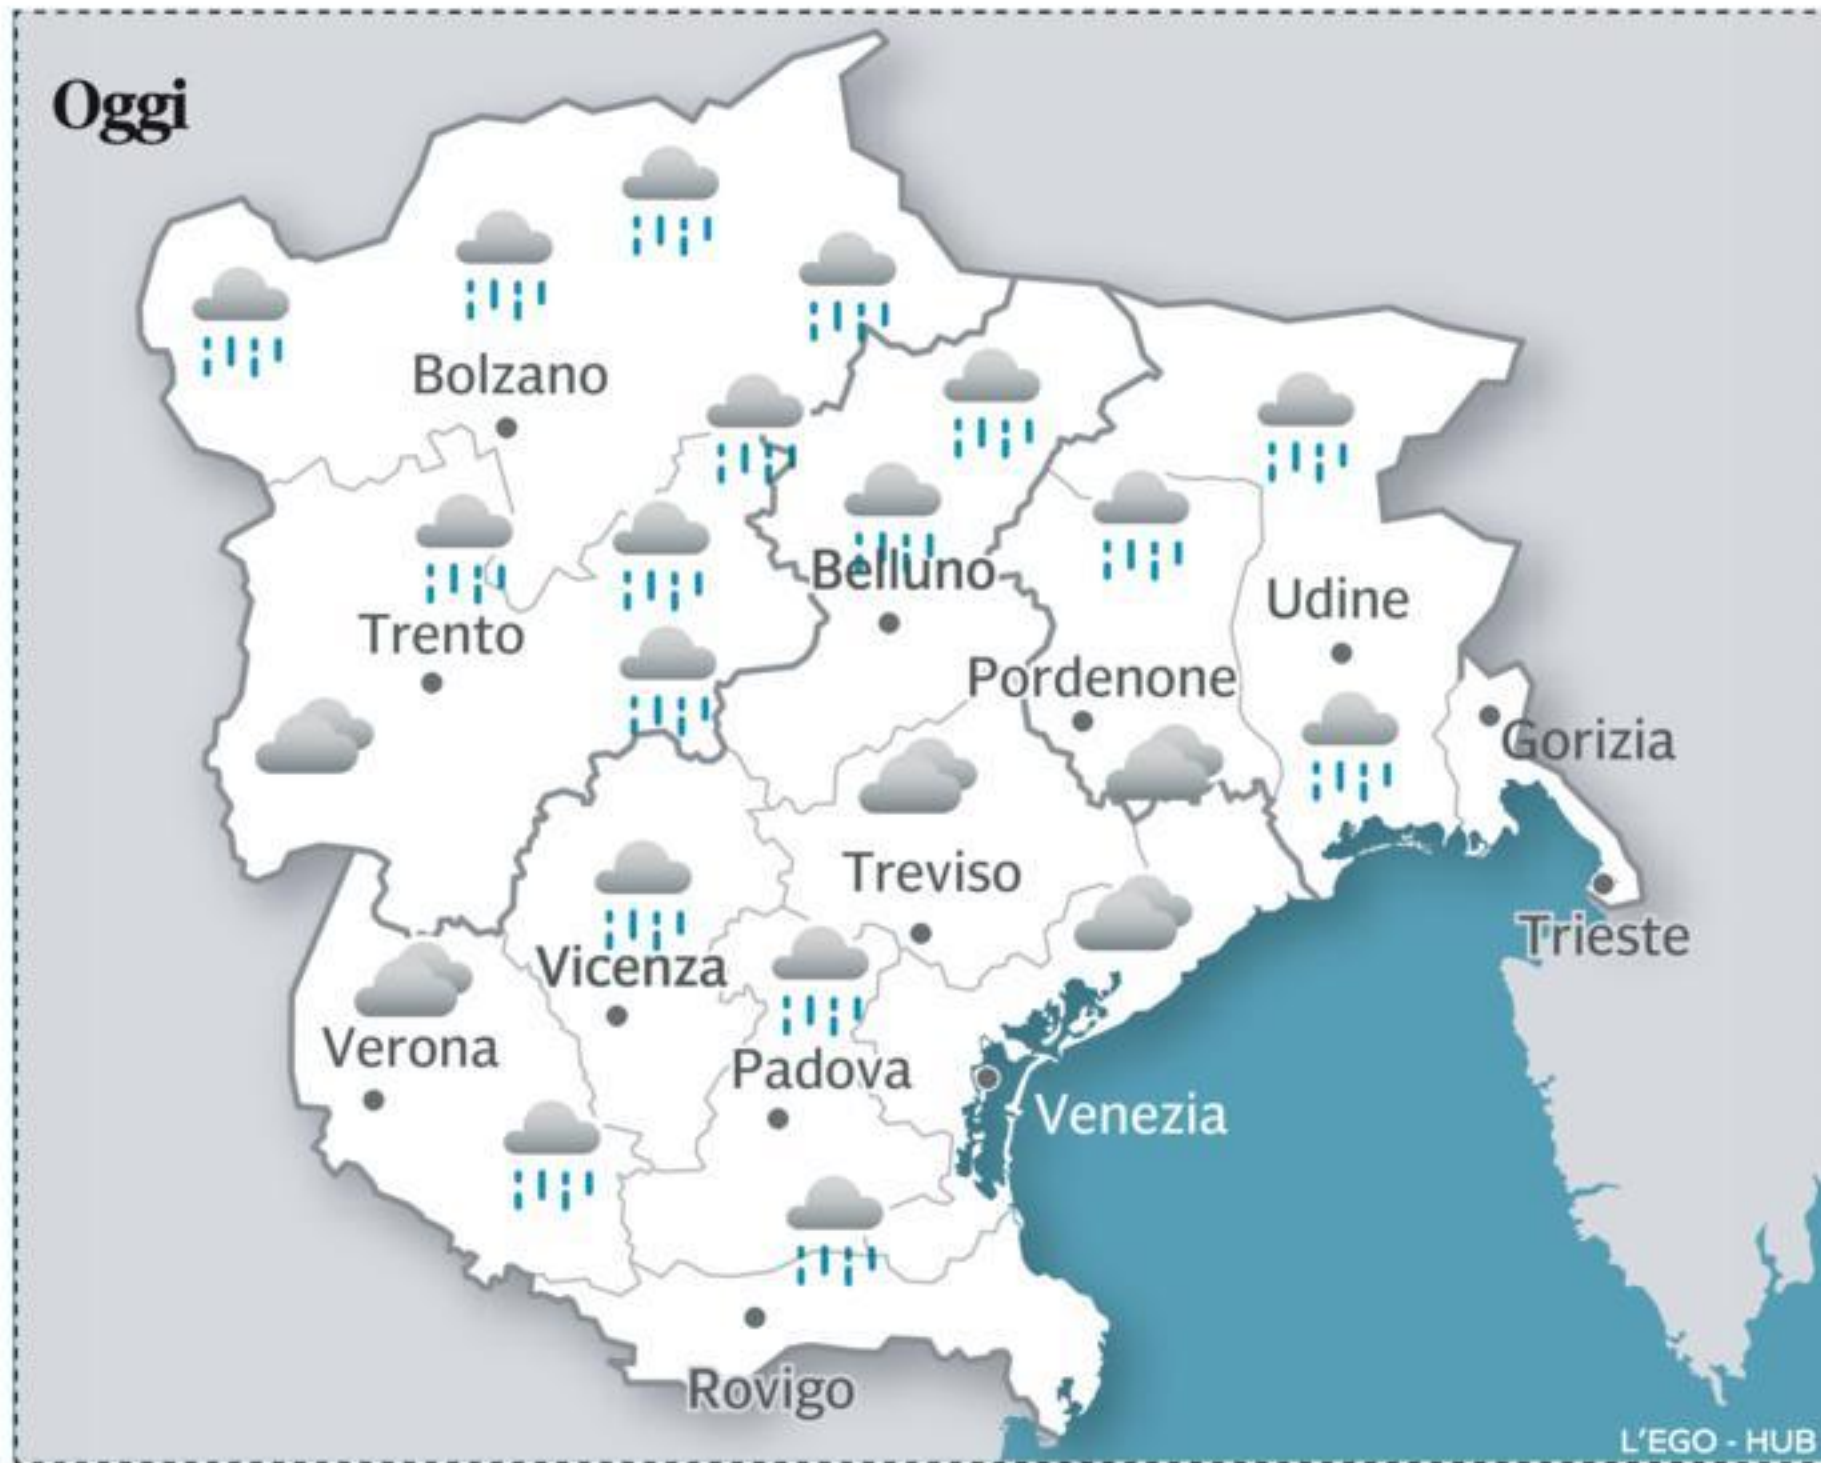 Oggi
Bolzano
Belluno
Udine
Trento
Pordenone
Gorizia
Treviso
Trieste
Vicenza
Verona
Padova
Venezia
Rovigo
L'EGO - HUB